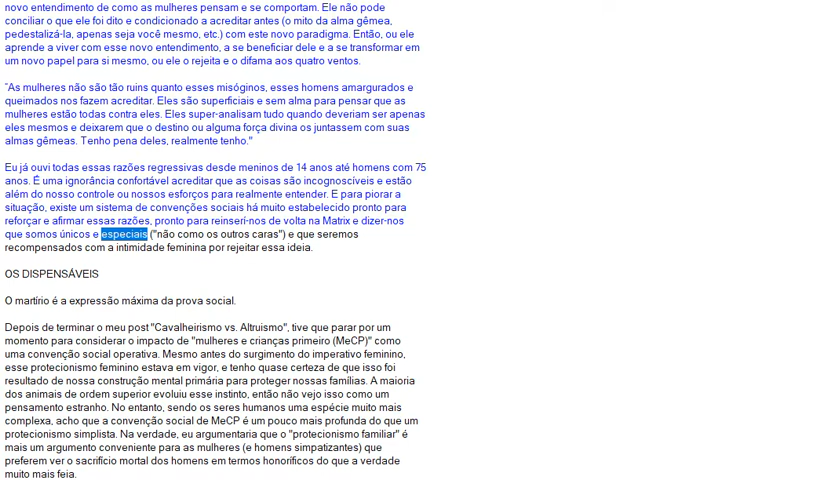 novo entendimento de como as mulheres pensam e se comportam. Ele não pode
conciliar o que ele foi dito e condicionado a acreditar antes (o mito da alma gêmea,
pedestalizá-la, apenas seja você mesmo, etc.) com este novo paradigma. Então, ou ele
aprende a viver com esse novo entendimento, a se beneficiar dele e a se transformar em
um novo papel para si mesmo, ou ele o rejeita e o difama aos quatro ventos.
"As mulheres não são tão ruins quanto esses misóginos, esses homens amargurados e
queimados nos fazem acreditar. Eles são superficiais e sem alma para pensar que as
mulheres estão todas contra eles. Eles super-analisam tudo quando deveriam ser apenas
eles mesmos e deixarem que o destino ou alguma força divina os juntassem com suas
almas gêmeas. Tenho pena deles, realmente tenho."
Eu já ouvi todas essas razões regressivas desde meninos de 14 anos até homens com 75
anos. É uma ignorância confortável acreditar que as coisas são incognoscíveis e estão
além do nosso controle ou nossos esforços para realmente entender. E para piorar a
situação, existe um sistema de convenções sociais há muito estabelecido pronto para
reforçar e afirmar essas razões, pronto para reinserí-nos de volta na Matrix e dizer-nos
que somos únicos e especiais ("não como os outros caras") e que seremos
recompensados com a intimidade feminina por rejeitar essa ideia.
OS DISPENSÁVEIS
O martírio é a expressão máxima da prova social.
Depois de terminar o meu post "Cavalheirismo vs. Altruismo", tive que parar por um
momento para considerar o impacto de "mulheres e crianças primeiro (MeCP)" como
uma convenção social operativa. Mesmo antes do surgimento do imperativo feminino,
esse protecionismo feminino estava em vigor, e tenho quase certeza de que isso foi
resultado de nossa construção mental primária para proteger nossas famílias. A maioria
dos animais de ordem superior evoluiu esse instinto, então não vejo isso como um
pensamento estranho. No entanto, sendo os seres humanos uma espécie muito mais
complexa, acho que a convenção social de MeCP é um pouco mais profunda do que um
protecionismo simplista. Na verdade, eu argumentaria que o "protecionismo familiar" é
mais um argumento conveniente para as mulheres (e homens simpatizantes) que
preferem ver o sacrifício mortal dos homens em termos honoríficos do que a verdade
muito mais feia.